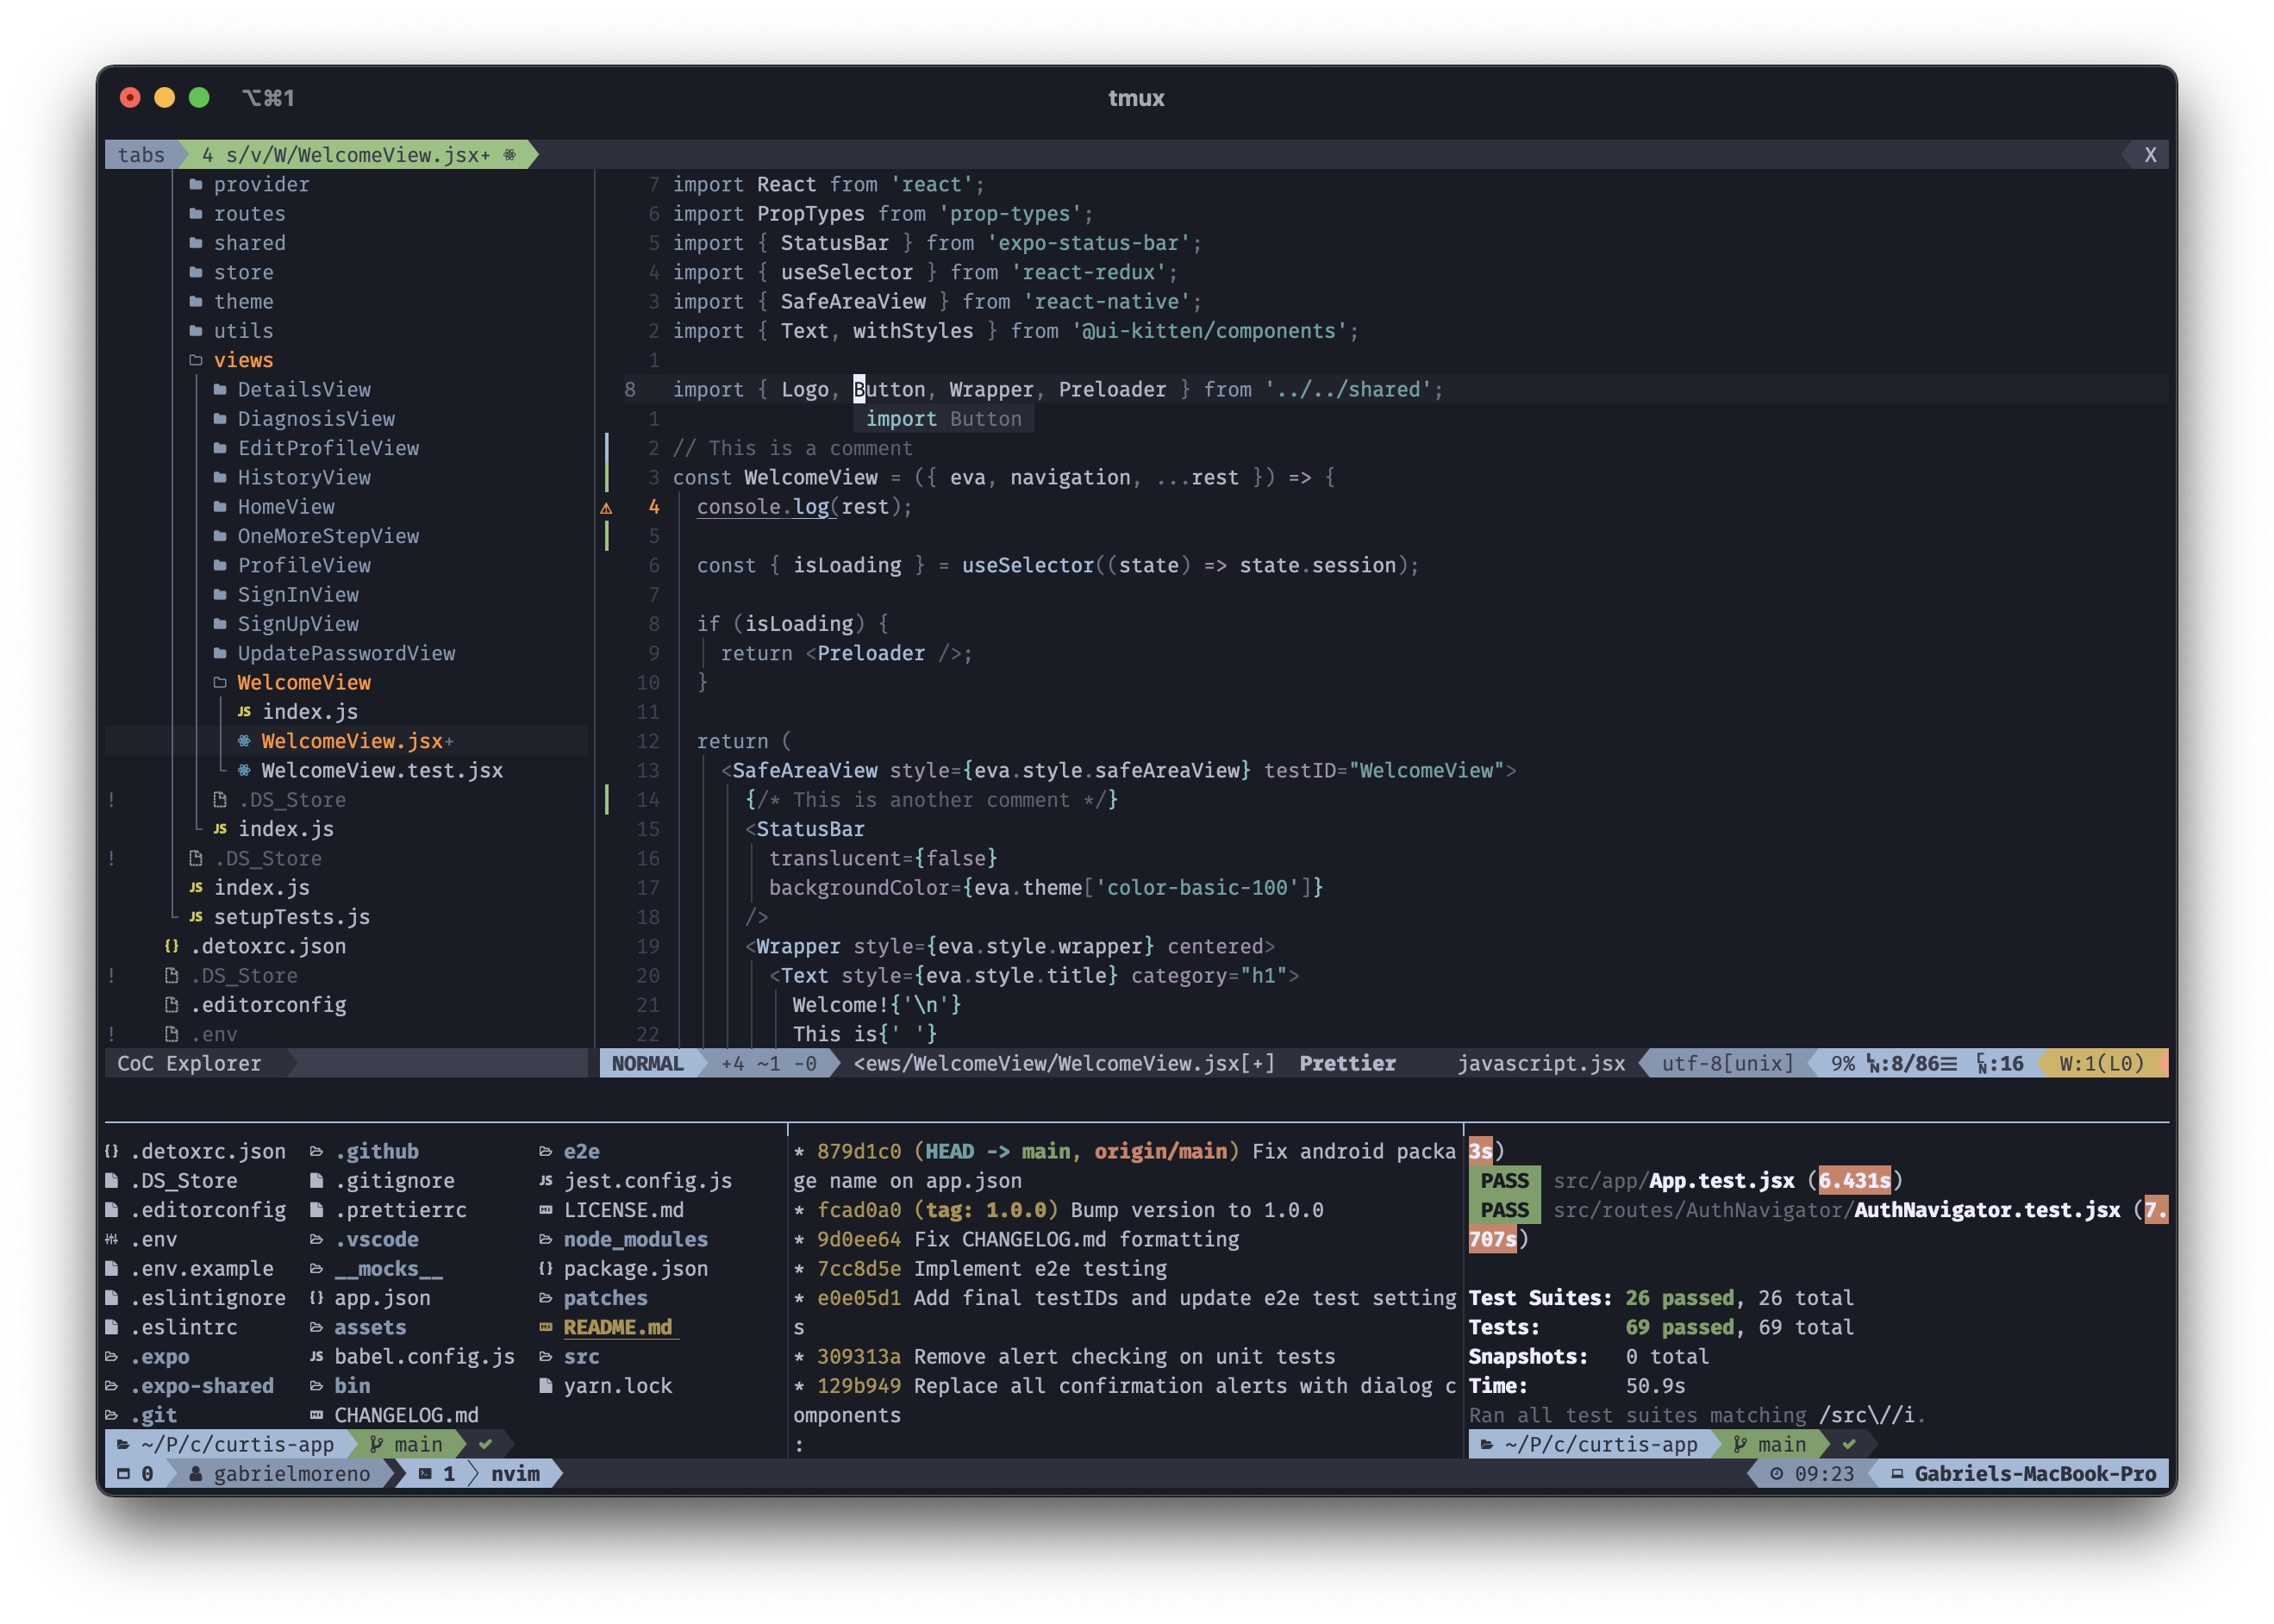 ⌥⌘1
tmux
tabs 4 s/v/W/WelcomeView.jsx+ X
provider
routes
shared
store
theme
utils
views
DetailsView
DiagnosisView
EditProfileView
HistoryView
HomeView
OneMoreStepView
ProfileView
SignInView
SignUpView
UpdatePasswordView
WelcomeView
JS index.js
WelcomeView.jsx+
WelcomeView.test.jsx
! .DS_Store
JS index.js
! .DS_Store
JS index.js
JS setupTests.js
{} .detoxrc.json
! .DS_Store
.editorconfig
! .env
CoC Explorer
7 import React from 'react';
6 import PropTypes from 'prop-types';
5 import { StatusBar } from 'expo-status-bar';
4 import { useSelector } from 'react-redux';
3 import { SafeAreaView } from 'react-native';
2 import { Text, withStyles } from '@ui-kitten/components';
1
8 import { Logo, Button, Wrapper, Preloader } from '../../shared';
1 import Button
2 // This is a comment
3 const WelcomeView = ({ eva, navigation, ...rest }) => {
4 console.log(rest);
5
6 const { isLoading } = useSelector((state) => state.session);
7
8 if (isLoading) {
9 return <Preloader />;
10 }
11
12 return (
13 <SafeAreaView style={eva.style.safeAreaView} testID="WelcomeView">
14 {/* This is another comment */}
15 <StatusBar
16 translucent={false}
17 backgroundColor={eva.theme['color-basic-100']}
18 />
19 <Wrapper style={eva.style.wrapper} centered>
20 <Text style={eva.style.title} category="h1">
21 Welcome!{'\n'}
22 This is{' '}
NORMAL +4 ~1 -0 <ews/WelcomeView/WelcomeView.jsx[+] Prettier javascript.jsx utf-8[unix] 9% LN:8/86☰ CN:16 W:1(L0)
{} .detoxrc.json .github e2e
.DS_Store .gitignore JS jest.config.js
.editorconfig .prettierrc LICENSE.md
.env .vscode node_modules
.env.example __mocks__ {} package.json
.eslintignore {} app.json patches
.eslintrc assets README.md
.expo JS babel.config.js src
.expo-shared bin yarn.lock
.git CHANGELOG.md
~/P/c/curtis-app main ✔
* 879d1c0 (HEAD -> main, origin/main) Fix android packa
ge name on app.json
* fcad0a0 (tag: 1.0.0) Bump version to 1.0.0
* 9d0ee64 Fix CHANGELOG.md formatting
* 7cc8d5e Implement e2e testing
* e0e05d1 Add final testIDs and update e2e test setting
s
* 309313a Remove alert checking on unit tests
* 129b949 Replace all confirmation alerts with dialog c
omponents
:
3s)
PASS src/app/App.test.jsx (6.431s)
PASS src/routes/AuthNavigator/AuthNavigator.test.jsx (7.
707s)
Test Suites: 26 passed, 26 total
Tests: 69 passed, 69 total
Snapshots: 0 total
Time: 50.9s
Ran all test suites matching /src\//i.
~/P/c/curtis-app main ✔
0 gabrielmoreno 1 nvim 09:23 Gabriels-MacBook-Pro